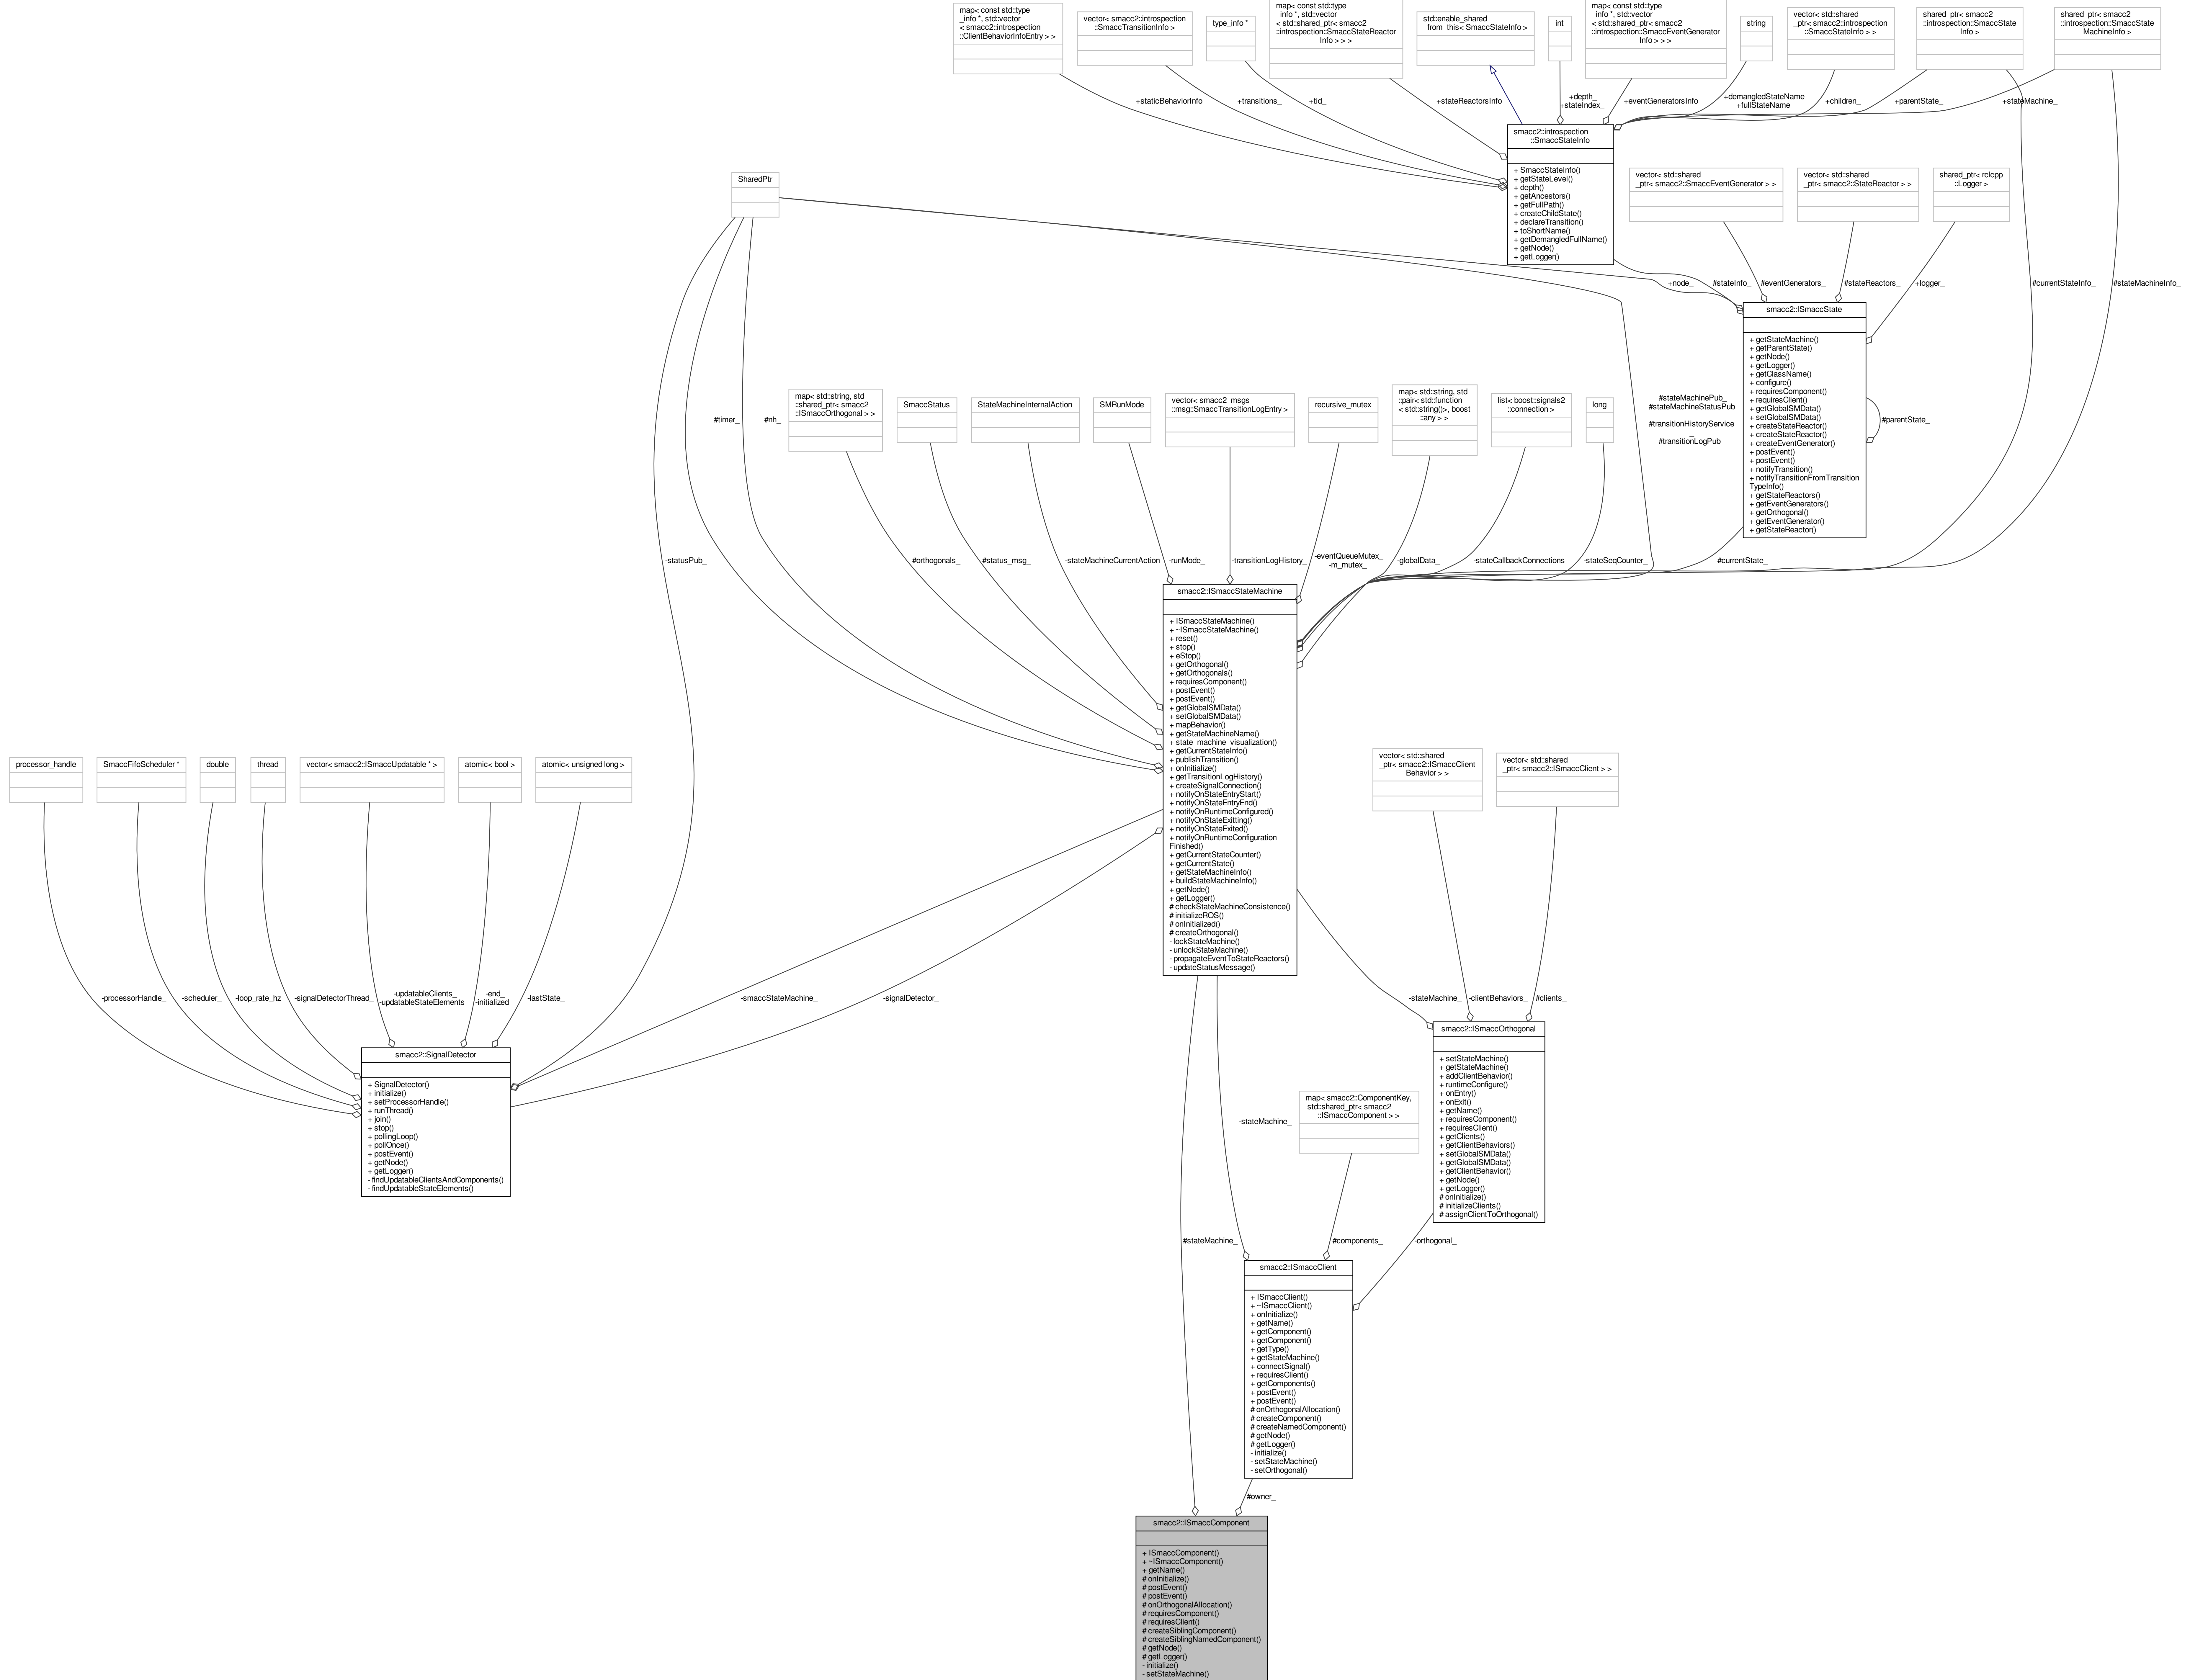 map< const std::type
_info *, std::vector
< smacc2::introspection
::ClientBehaviorInfoEntry > >
vector< smacc2::introspection
::SmaccTransitionInfo >
type_info *
map< const std::type
_info *, std::vector
< std::shared_ptr< smacc2
::introspection::SmaccStateReactor
Info > > >
std::enable_shared
_from_this< SmaccStateInfo >
int
map< const std::type
_info *, std::vector
< std::shared_ptr< smacc2
::introspection::SmaccEventGenerator
Info > > >
string
vector< std::shared
_ptr< smacc2::introspection
::SmaccStateInfo > >
shared_ptr< smacc2
::introspection::SmaccState
Info >
shared_ptr< smacc2
::introspection::SmaccState
MachineInfo >
+staticBehaviorInfo
+transitions_
+tid_
+stateReactorsInfo
+depth_
+stateIndex_
+eventGeneratorsInfo
+demangledStateName
+fullStateName
+children_
+parentState_
+stateMachine_
smacc2::introspection
::SmaccStateInfo
+ SmaccStateInfo()
+ getStateLevel()
+ depth()
+ getAncestors()
+ getFullPath()
+ createChildState()
+ declareTransition()
+ toShortName()
+ getDemangledFullName()
+ getNode()
+ getLogger()
SharedPtr
vector< std::shared
_ptr< smacc2::SmaccEventGenerator > >
vector< std::shared
_ptr< smacc2::StateReactor > >
shared_ptr< rclcpp
::Logger >
+node_
#stateInfo_
#eventGenerators_
#stateReactors_
+logger_
#currentStateInfo_
#stateMachineInfo_
smacc2::ISmaccState
+ getStateMachine()
+ getParentState()
+ getNode()
+ getLogger()
+ getClassName()
+ configure()
+ requiresComponent()
+ requiresClient()
+ getGlobalSMData()
+ setGlobalSMData()
+ createStateReactor()
+ createStateReactor()
+ createEventGenerator()
+ postEvent()
+ postEvent()
+ notifyTransition()
+ notifyTransitionFromTransition
TypeInfo()
+ getStateReactors()
+ getEventGenerators()
+ getOrthogonal()
+ getEventGenerator()
+ getStateReactor()
#parentState_
#timer_
#nh_
map< std::string, std
::shared_ptr< smacc2
::ISmaccOrthogonal > >
SmaccStatus
StateMachineInternalAction
SMRunMode
vector< smacc2_msgs
::msg::SmaccTransitionLogEntry >
recursive_mutex
map< std::string, std
::pair< std::function
< std::string()>, boost
::any > >
list< boost::signals2
::connection >
long
#stateMachinePub_
#stateMachineStatusPub
_
#transitionHistoryService
_
#transitionLogPub_
-statusPub_
#orthogonals_
#status_msg_
-stateMachineCurrentAction
-runMode_
-transitionLogHistory_
-eventQueueMutex_
-m_mutex_
-globalData_
-stateCallbackConnections
-stateSeqCounter_
#currentState_
smacc2::ISmaccStateMachine
+ ISmaccStateMachine()
+ ~ISmaccStateMachine()
+ reset()
+ stop()
+ eStop()
+ getOrthogonal()
+ getOrthogonals()
+ requiresComponent()
+ postEvent()
+ postEvent()
+ getGlobalSMData()
+ setGlobalSMData()
+ mapBehavior()
+ getStateMachineName()
+ state_machine_visualization()
+ getCurrentStateInfo()
+ publishTransition()
+ onInitialize()
+ getTransitionLogHistory()
+ createSignalConnection()
+ notifyOnStateEntryStart()
+ notifyOnStateEntryEnd()
+ notifyOnRuntimeConfigured()
+ notifyOnStateExitting()
+ notifyOnStateExited()
+ notifyOnRuntimeConfiguration
Finished()
+ getCurrentStateCounter()
+ getCurrentState()
+ getStateMachineInfo()
+ buildStateMachineInfo()
+ getNode()
+ getLogger()
# checkStateMachineConsistence()
# initializeROS()
# onInitialized()
# createOrthogonal()
- lockStateMachine()
- unlockStateMachine()
- propagateEventToStateReactors()
- updateStatusMessage()
processor_handle
SmaccFifoScheduler *
double
thread
vector< smacc2::ISmaccUpdatable * >
atomic< bool >
atomic< unsigned long >
vector< std::shared
_ptr< smacc2::ISmaccClient
Behavior > >
vector< std::shared
_ptr< smacc2::ISmaccClient > >
-processorHandle_
-scheduler_
-loop_rate_hz
-signalDetectorThread_
-updatableClients_
-updatableStateElements_
-end_
-initialized_
-lastState_
-smaccStateMachine_
-signalDetector_
-stateMachine_
-clientBehaviors_
#clients_
smacc2::SignalDetector
+ SignalDetector()
+ initialize()
+ setProcessorHandle()
+ runThread()
+ join()
+ stop()
+ pollingLoop()
+ pollOnce()
+ postEvent()
+ getNode()
+ getLogger()
- findUpdatableClientsAndComponents()
- findUpdatableStateElements()
smacc2::ISmaccOrthogonal
+ setStateMachine()
+ getStateMachine()
+ addClientBehavior()
+ runtimeConfigure()
+ onEntry()
+ onExit()
+ getName()
+ requiresComponent()
+ requiresClient()
+ getClients()
+ getClientBehaviors()
+ setGlobalSMData()
+ getGlobalSMData()
+ getClientBehavior()
+ getNode()
+ getLogger()
# onInitialize()
# initializeClients()
# assignClientToOrthogonal()
map< smacc2::ComponentKey,
std::shared_ptr< smacc2
::ISmaccComponent > >
-stateMachine_
#stateMachine_
#components_
-orthogonal_
smacc2::ISmaccClient
+ ISmaccClient()
+ ~ISmaccClient()
+ onInitialize()
+ getName()
+ getComponent()
+ getComponent()
+ getType()
+ getStateMachine()
+ connectSignal()
+ requiresClient()
+ getComponents()
+ postEvent()
+ postEvent()
# onOrthogonalAllocation()
# createComponent()
# createNamedComponent()
# getNode()
# getLogger()
- initialize()
- setStateMachine()
- setOrthogonal()
#owner_
smacc2::ISmaccComponent
+ ISmaccComponent()
+ ~ISmaccComponent()
+ getName()
# onInitialize()
# postEvent()
# postEvent()
# onOrthogonalAllocation()
# requiresComponent()
# requiresClient()
# createSiblingComponent()
# createSiblingNamedComponent()
# getNode()
# getLogger()
- initialize()
- setStateMachine()